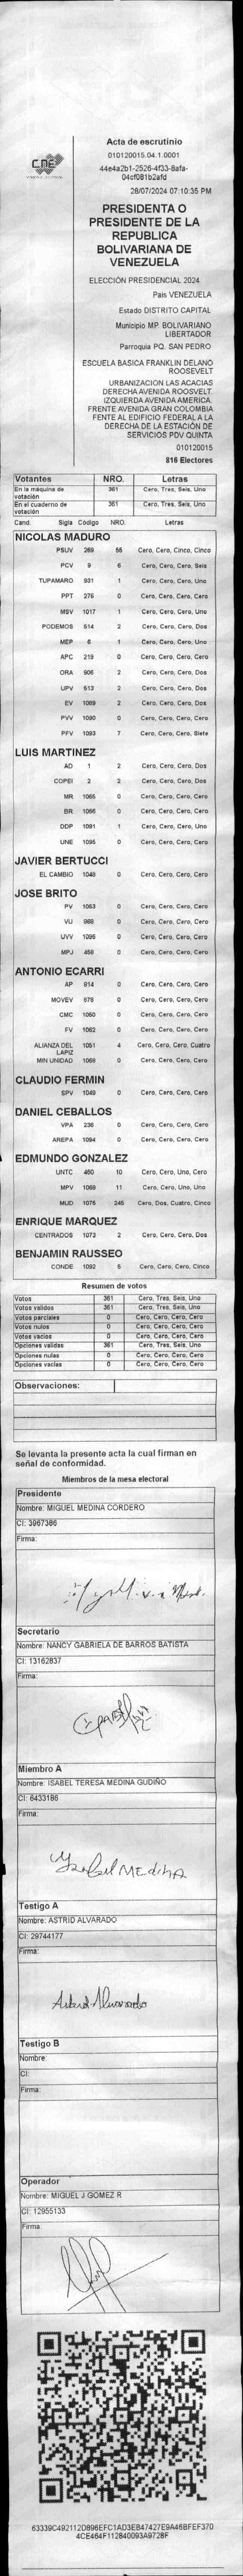 CNE
Acta de escrutinio
010120015.04.1.0001
44e4a2b1-2526-4f33-8afa-
04cf081b2afd
28/07/2024 07:10:35 PM
PRESIDENTA O
PRESIDENTE DE LA
REPUBLICA
BOLIVARIANA DE
VENEZUELA
ELECCIÓN PRESIDENCIAL 2024
País VENEZUELA
Estado DISTRITO CAPITAL
Municipio MP. BOLIVARIANO
LIBERTADOR
Parroquia PQ. SAN PEDRO
ESCUELA BASICA FRANKLIN DELANO
ROOSEVELT
URBANIZACION LAS ACACIAS
DERECHA AVENIDA ROOSVELT.
IZQUIERDA AVENIDA AMERICA.
FRENTE AVENIDA GRAN COLOMBIA
FENTE AL EDIFICIO FEDERAL A LA
DERECHA DE LA ESTACIÓN DE
SERVICIOS PDV QUINTA
010120015
816 Electores
Votantes NRO. Letras
En la máquina de votación 361 Cero, Tres, Seis, Uno
En el cuaderno de votación 361 Cero, Tres, Seis, Uno
Cand. Sigla Código NRO. Letras
NICOLAS MADURO
PSUV 269 55 Cero, Cero, Cinco, Cinco
PCV 9 6 Cero, Cero, Cero, Seis
TUPAMARO 931 1 Cero, Cero, Cero, Uno
PPT 276 0 Cero, Cero, Cero, Cero
MSV 1017 1 Cero, Cero, Cero, Uno
PODEMOS 514 2 Cero, Cero, Cero, Dos
MEP 6 1 Cero, Cero, Cero, Uno
APC 219 0 Cero, Cero, Cero, Cero
ORA 906 2 Cero, Cero, Cero, Dos
UPV 613 2 Cero, Cero, Cero, Dos
EV 1089 2 Cero, Cero, Cero, Dos
PVV 1090 0 Cero, Cero, Cero, Cero
PFV 1093 7 Cero, Cero, Cero, Siete
LUIS MARTINEZ
AD 1 2 Cero, Cero, Cero, Dos
COPEI 2 2 Cero, Cero, Cero, Dos
MR 1065 0 Cero, Cero, Cero, Cero
BR 1066 0 Cero, Cero, Cero, Cero
DDP 1091 1 Cero, Cero, Cero, Uno
UNE 1095 0 Cero, Cero, Cero, Cero
JAVIER BERTUCCI
EL CAMBIO 1048 0 Cero, Cero, Cero, Cero
JOSE BRITO
PV 1053 0 Cero, Cero, Cero, Cero
VU 989 0 Cero, Cero, Cero, Cero
UVV 1096 0 Cero, Cero, Cero, Cero
MPJ 458 0 Cero, Cero, Cero, Cero
ANTONIO ECARRI
AP 914 0 Cero, Cero, Cero, Cero
MOVEV 878 0 Cero, Cero, Cero, Cero
CMC 1050 0 Cero, Cero, Cero, Cero
FV 1062 0 Cero, Cero, Cero, Cero
ALIANZA DEL LAPIZ 1051 4 Cero, Cero, Cero, Cuatro
MIN UNIDAD 1068 0 Cero, Cero, Cero, Cero
CLAUDIO FERMIN
SPV 1049 0 Cero, Cero, Cero, Cero
DANIEL CEBALLOS
VPA 236 0 Cero, Cero, Cero, Cero
AREPA 1094 0 Cero, Cero, Cero, Cero
EDMUNDO GONZALEZ
UNTC 460 10 Cero, Cero, Uno, Cero
MPV 1069 11 Cero, Cero, Uno, Uno
MUD 1075 245 Cero, Dos, Cuatro, Cinco
ENRIQUE MARQUEZ
CENTRADOS 1073 2 Cero, Cero, Cero, Dos
BENJAMIN RAUSSEO
CONDE 1092 5 Cero, Cero, Cero, Cinco
Resumen de votos
Votos 361 Cero, Tres, Seis, Uno
Votos validos 361 Cero, Tres, Seis, Uno
Votos parciales 0 Cero, Cero, Cero, Cero
Votos nulos 0 Cero, Cero, Cero, Cero
Votos vacios 0 Cero, Cero, Cero, Cero
Opciones validas 361 Cero, Tres, Seis, Uno
Opciones nulas 0 Cero, Cero, Cero, Cero
Opciones vacías 0 Cero, Cero, Cero, Cero
Observaciones:
Se levanta la presente acta la cual firman en
señal de conformidad.
Miembros de la mesa electoral
Presidente
Nombre: MIGUEL MEDINA CORDERO
CI: 3967386
Firma:
Secretario
Nombre: NANCY GABRIELA DE BARROS BATISTA
CI: 13162837
Firma:
Miembro A
Nombre: ISABEL TERESA MEDINA GUDIÑO
CI: 6433186
Firma:
Ysabel MEdiNA
Testigo A
Nombre: ASTRID ALVARADO
CI: 29744177
Firma:
Astrid Alvarado
Testigo B
Nombre:
CI:
Firma:
Operador
Nombre: MIGUEL J GOMEZ R
CI: 12955133
Firma:
63339C492112D896EFC1AD3EB47427E9A46BFEF370
4CE464F112840093A9728F